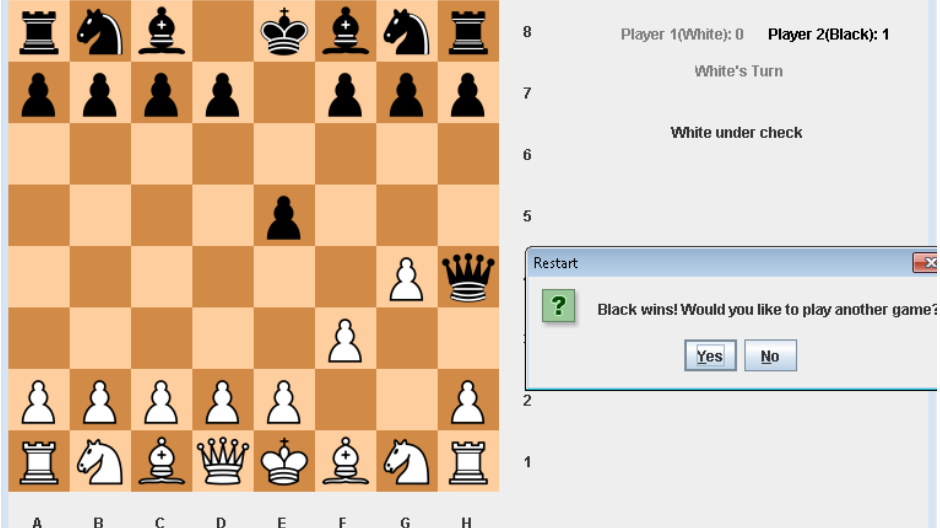 8
Player 1(White): 0 Player 2(Black): 1
White's Turn
7
White under check
6
5
Restart
?
Black wins! Would you like to play another game?
Yes No
2
1
A B C D E F G H